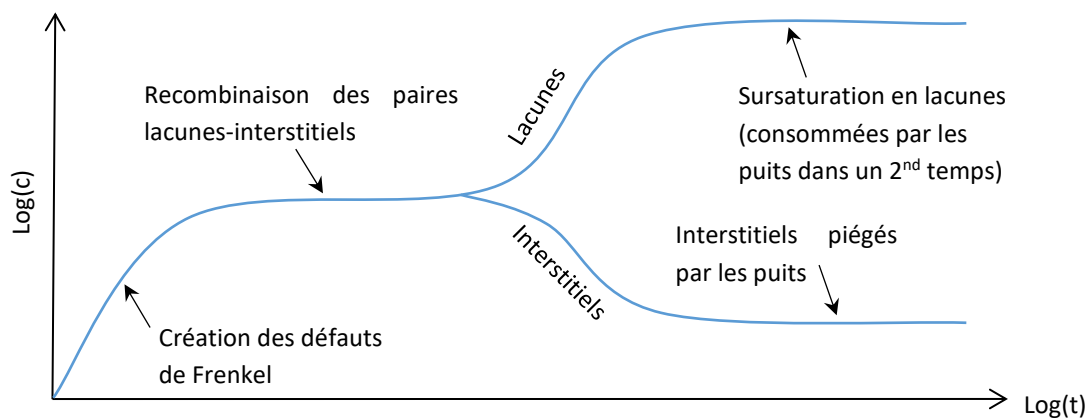 Log(c)
Recombinaison des paires
lacunes-interstitiels
Lacunes
Sursaturation en lacunes
(consommées par les
puits dans un 2nd temps)
Interstitiels
Interstitiels piégés
par les puits
Création des défauts
de Frenkel
Log(t)